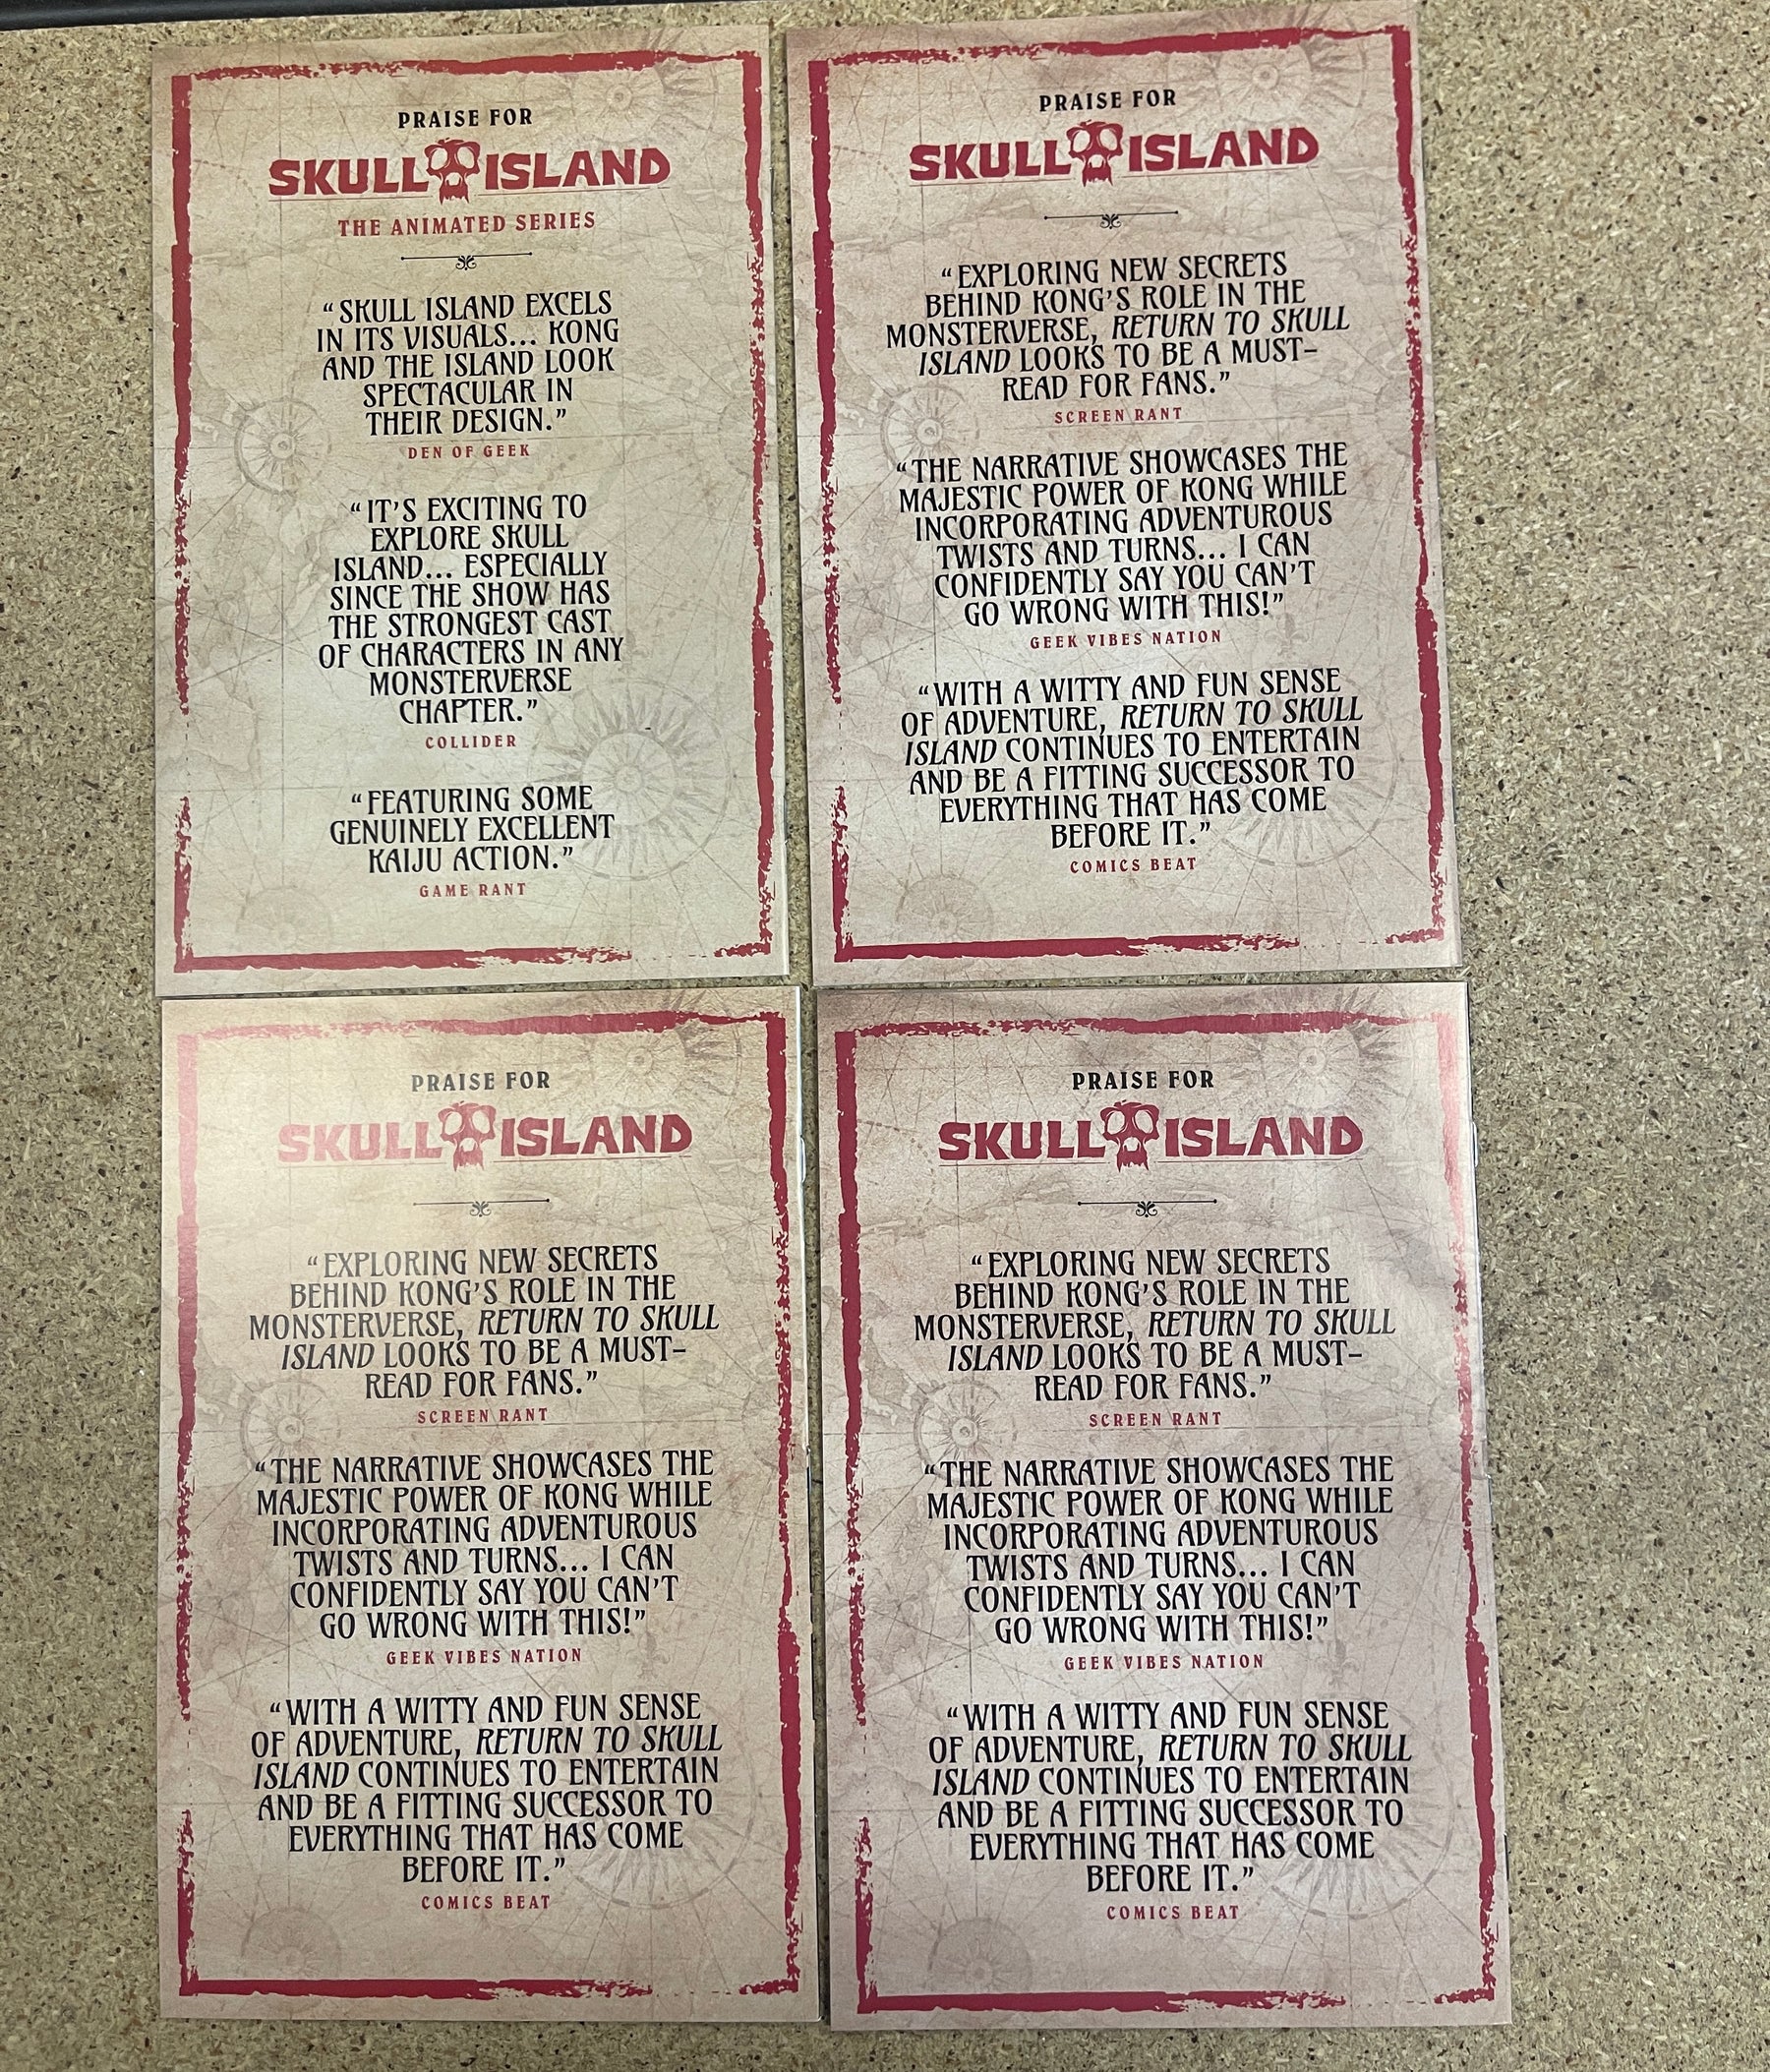 PRAISE FOR
SKULL ISLAND
THE ANIMATED SERIES
“SKULL ISLAND EXCELS
IN ITS VISUALS... KONG
AND THE ISLAND LOOK
SPECTACULAR IN
THEIR DESIGN.”
DEN OF GEEK
“IT’S EXCITING TO
EXPLORE SKULL
ISLAND... ESPECIALLY
SINCE THE SHOW HAS
THE STRONGEST CAST
OF CHARACTERS IN ANY
MONSTERVERSE
CHAPTER.”
COLLIDER
“FEATURING SOME
GENUINELY EXCELLENT
KAIJU ACTION.”
GAME RANT
PRAISE FOR
SKULL ISLAND
“EXPLORING NEW SECRETS
BEHIND KONG’S ROLE IN THE
MONSTERVERSE, RETURN TO SKULL
ISLAND LOOKS TO BE A MUST-
READ FOR FANS.”
SCREEN RANT
“THE NARRATIVE SHOWCASES THE
MAJESTIC POWER OF KONG WHILE
INCORPORATING ADVENTUROUS
TWISTS AND TURNS... I CAN
CONFIDENTLY SAY YOU CAN’T
GO WRONG WITH THIS!”
GEEK VIBES NATION
“WITH A WITTY AND FUN SENSE
OF ADVENTURE, RETURN TO SKULL
ISLAND CONTINUES TO ENTERTAIN
AND BE A FITTING SUCCESSOR TO
EVERYTHING THAT HAS COME
BEFORE IT.”
COMICS BEAT
PRAISE FOR
SKULL ISLAND
“EXPLORING NEW SECRETS
BEHIND KONG’S ROLE IN THE
MONSTERVERSE, RETURN TO SKULL
ISLAND LOOKS TO BE A MUST-
READ FOR FANS.”
SCREEN RANT
“THE NARRATIVE SHOWCASES THE
MAJESTIC POWER OF KONG WHILE
INCORPORATING ADVENTUROUS
TWISTS AND TURNS... I CAN
CONFIDENTLY SAY YOU CAN’T
GO WRONG WITH THIS!”
GEEK VIBES NATION
“WITH A WITTY AND FUN SENSE
OF ADVENTURE, RETURN TO SKULL
ISLAND CONTINUES TO ENTERTAIN
AND BE A FITTING SUCCESSOR TO
EVERYTHING THAT HAS COME
BEFORE IT.”
COMICS BEAT
PRAISE FOR
SKULL ISLAND
“EXPLORING NEW SECRETS
BEHIND KONG’S ROLE IN THE
MONSTERVERSE, RETURN TO SKULL
ISLAND LOOKS TO BE A MUST-
READ FOR FANS.”
SCREEN RANT
“THE NARRATIVE SHOWCASES THE
MAJESTIC POWER OF KONG WHILE
INCORPORATING ADVENTUROUS
TWISTS AND TURNS... I CAN
CONFIDENTLY SAY YOU CAN’T
GO WRONG WITH THIS!”
GEEK VIBES NATION
“WITH A WITTY AND FUN SENSE
OF ADVENTURE, RETURN TO SKULL
ISLAND CONTINUES TO ENTERTAIN
AND BE A FITTING SUCCESSOR TO
EVERYTHING THAT HAS COME
BEFORE IT.”
COMICS BEAT